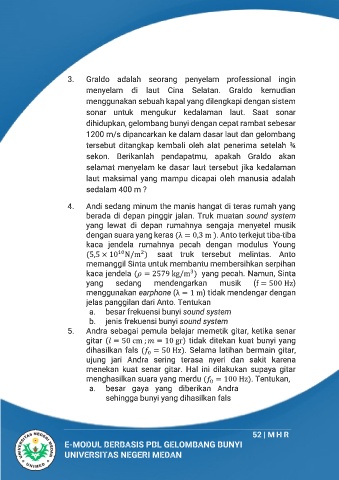 3. Graldo adalah seorang penyelam professional ingin
menyelam di laut Cina Selatan. Graldo kemudian
menggunakan sebuah kapal yang dilengkapi dengan sistem
sonar untuk mengukur kedalaman laut. Saat sonar
dihidupkan, gelombang bunyi dengan cepat rambat sebesar
1200 m/s dipancarkan ke dalam dasar laut dan gelombang
tersebut ditangkap kembali oleh alat penerima setelah ¾
sekon. Berikanlah pendapatmu, apakah Graldo akan
selamat menyelam ke dasar laut tersebut jika kedalaman
laut maksimal yang mampu dicapai oleh manusia adalah
sedalam 400 m ?
4. Andi sedang minum the manis hangat di teras rumah yang
berada di depan pinggir jalan. Truk muatan sound system
yang lewat di depan rumahnya sengaja menyetel musik
dengan suara yang keras (λ = 0,3 m ). Anto terkejut tiba-tiba
kaca jendela rumahnya pecah dengan modulus Young
(5,5 × 10¹⁰N/m²) saat truk tersebut melintas. Anto
memanggil Sinta untuk membantu membersihkan serpihan
kaca jendela (ρ = 2579 kg/m³) yang pecah. Namun, Sinta
yang sedang mendengarkan musik (f = 500 Hz)
menggunakan earphone (λ = 1 m) tidak mendengar dengan
jelas panggilan dari Anto. Tentukan
a. besar frekuensi bunyi sound system
b. jenis frekuensi bunyi sound system
5. Andra sebagai pemula belajar memetik gitar, ketika senar
gitar (l = 50 cm ; m = 10 gr) tidak ditekan kuat bunyi yang
dihasilkan fals (f₀ = 50 Hz). Selama latihan bermain gitar,
ujung jari Andra sering terasa nyeri dan sakit karena
menekan kuat senar gitar. Hal ini dilakukan supaya gitar
menghasilkan suara yang merdu (f₀ = 100 Hz). Tentukan,
a. besar gaya yang diberikan Andra
sehingga bunyi yang dihasilkan fals
52 | M H R
E-MODUL BERBASIS PBL GELOMBANG BUNYI
UNIVERSITAS NEGERI MEDAN
UNIVERSITAS NEGERI MEDAN
UNIMED